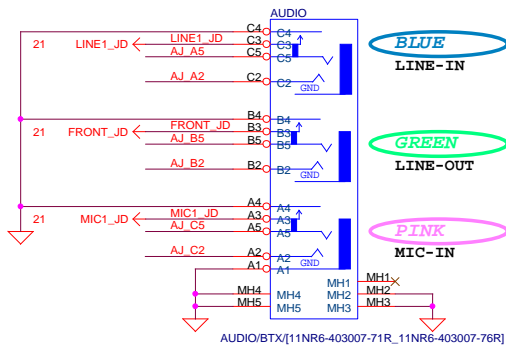 AUDIO
C4 C4
21 LINE1_JD LINE1_JD C3 C3
AJ_A5 C5 C5
AJ_A2 C2 C2
GND
BLUE
LINE-IN
B4 B4
21 FRONT_JD FRONT_JD B3 B3
AJ_B5 B5 B5
AJ_B2 B2 B2
GND
GREEN
LINE-OUT
A4 A4
21 MIC1_JD MIC1_JD A3 A3
AJ_C5 A5 A5
AJ_C2 A2 A2
GND
A1 A1
PINK
MIC-IN
MH1 MH1
MH4 MH4 MH2 MH2
MH5 MH5 MH3 MH3
AUDIO/BTX/[11NR6-403007-71R_11NR6-403007-76R]